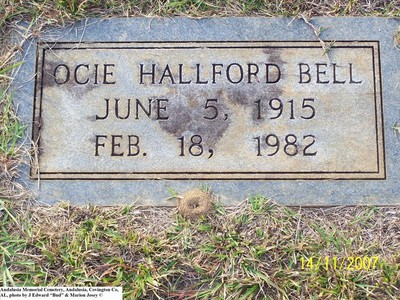 OCIE HALLFORD BELL
JUNE 5, 1915
FEB. 18, 1982
14/11/2007
Andalusia Memorial Cemetery, Andalusia, Covington Co,
AL, photo by J Edward "Bud" & Marion Josey ©